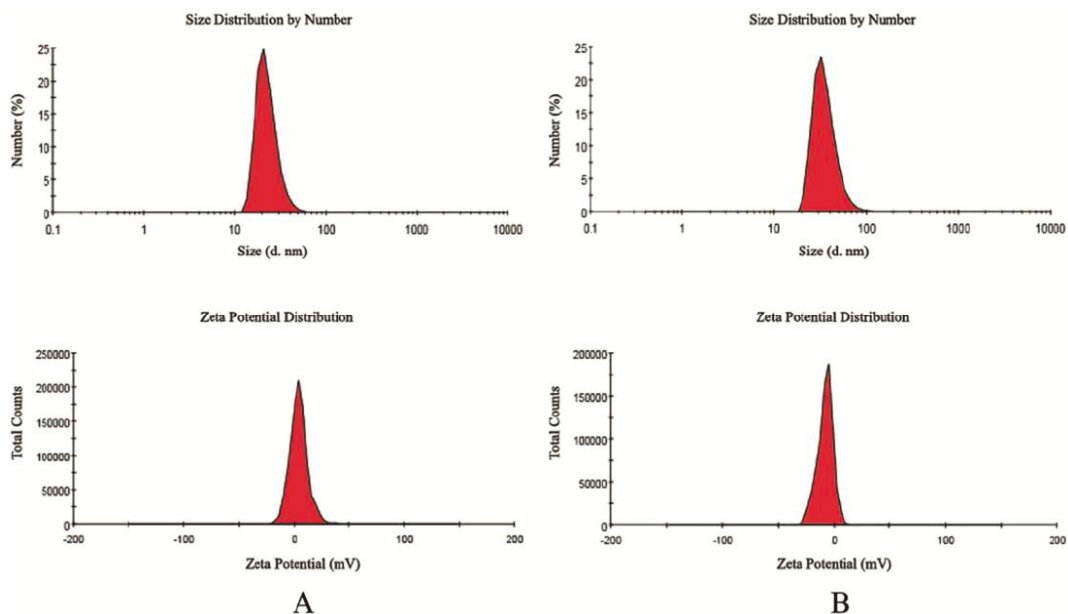 Size Distribution by Number
Number (%)
25
20
15
10
5
0
0.1 1 10 100 1000 10000
Size (d. nm)
Size Distribution by Number
Number (%)
25
20
15
10
5
0
0.1 1 10 100 1000 10000
Size (d. nm)
Zeta Potential Distribution
Total Counts
250000
200000
150000
100000
50000
0
-200 -100 0 100 200
Zeta Potential (mV)
A
Zeta Potential Distribution
Total Counts
200000
150000
100000
50000
0
-200 -100 0 100 200
Zeta Potential (mV)
B